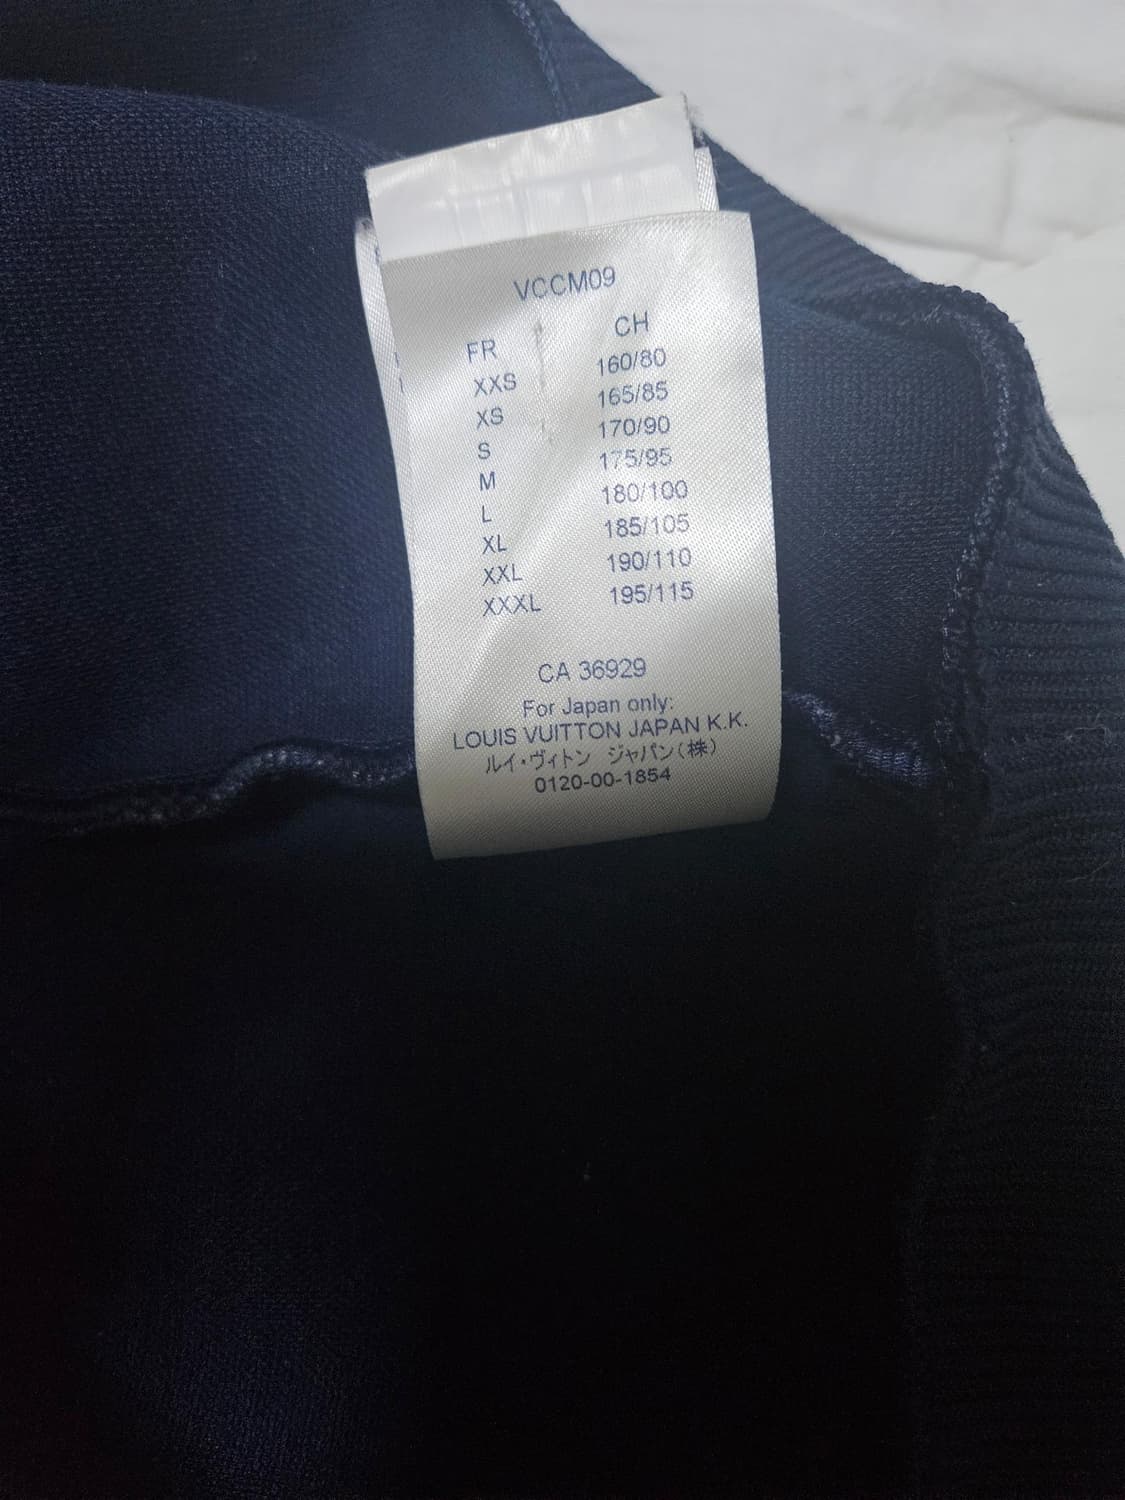 VCCM09
FR CH
XXS 160/80
XS 165/85
S 170/90
M 175/95
L 180/100
XL 185/105
XXL 190/110
XXXL 195/115
CA 36929
For Japan only:
LOUIS VUITTON JAPAN K.K.
ルイ・ヴィトン ジャパン(株)
0120-00-1854